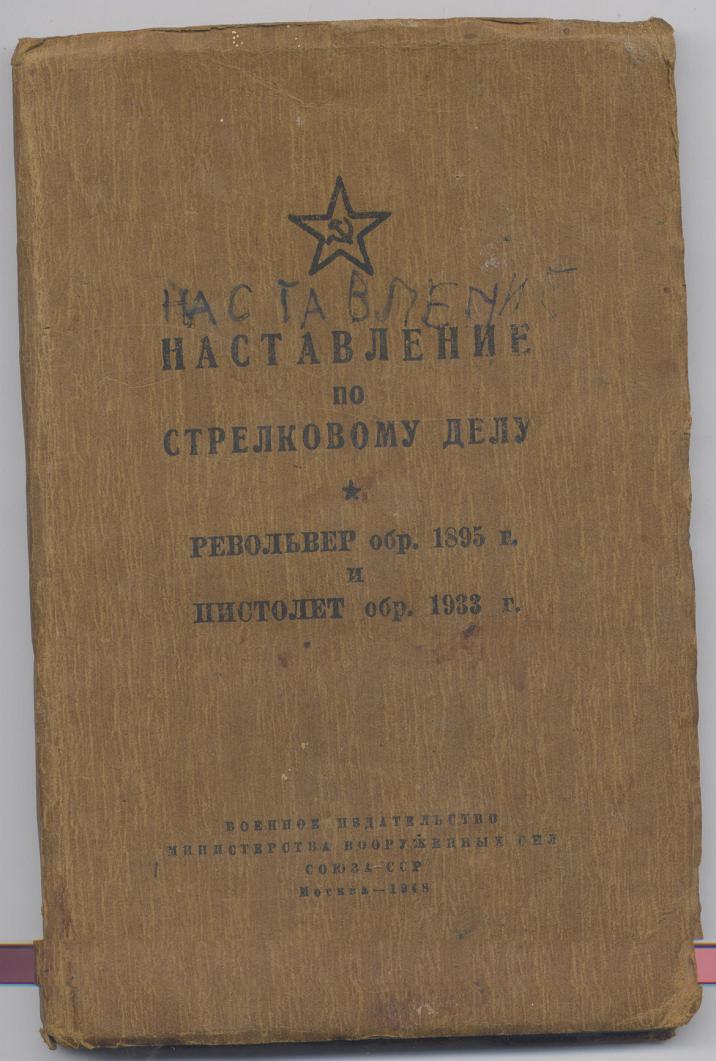 НАСТАВЛЕНИЕ
НАСТАВЛЕНИЕ
ПО
СТРЕЛКОВОМУ ДЕЛУ
РЕВОЛЬВЕР обр. 1895 г.
И
ПИСТОЛЕТ обр. 1933 г.
ВОЕННОЕ ИЗДАТЕЛЬСТВО
МИНИСТЕРСТВА ВООРУЖЕННЫХ СИЛ
СОЮЗА ССР
Москва—1948